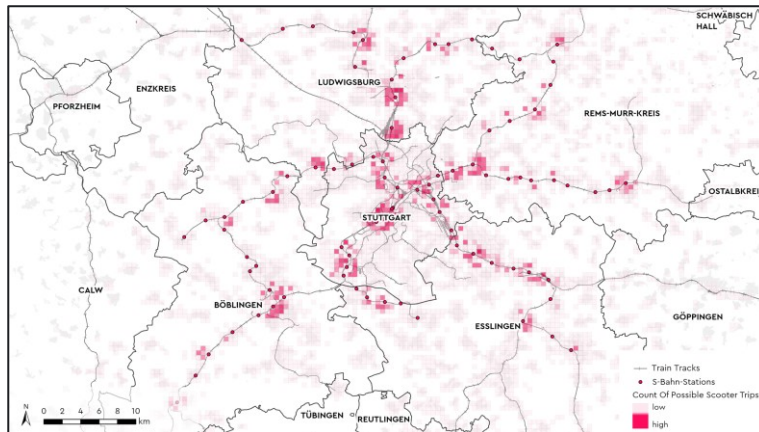 SCHWÄBISCH
HALL
ENZKREIS
LUDWIGSBURG
PFORZHEIM
REMS-MURR-KREIS
OSTALBKREIS
STUTTGART
CALW
BÖBLINGEN
GÖPPINGEN
ESSLINGEN
TÜBINGEN
REUTLINGEN
N
0 2 4 6 8 10
km
Train Tracks
S-Bahn-Stations
Count Of Possible Scooter Trips
low
high